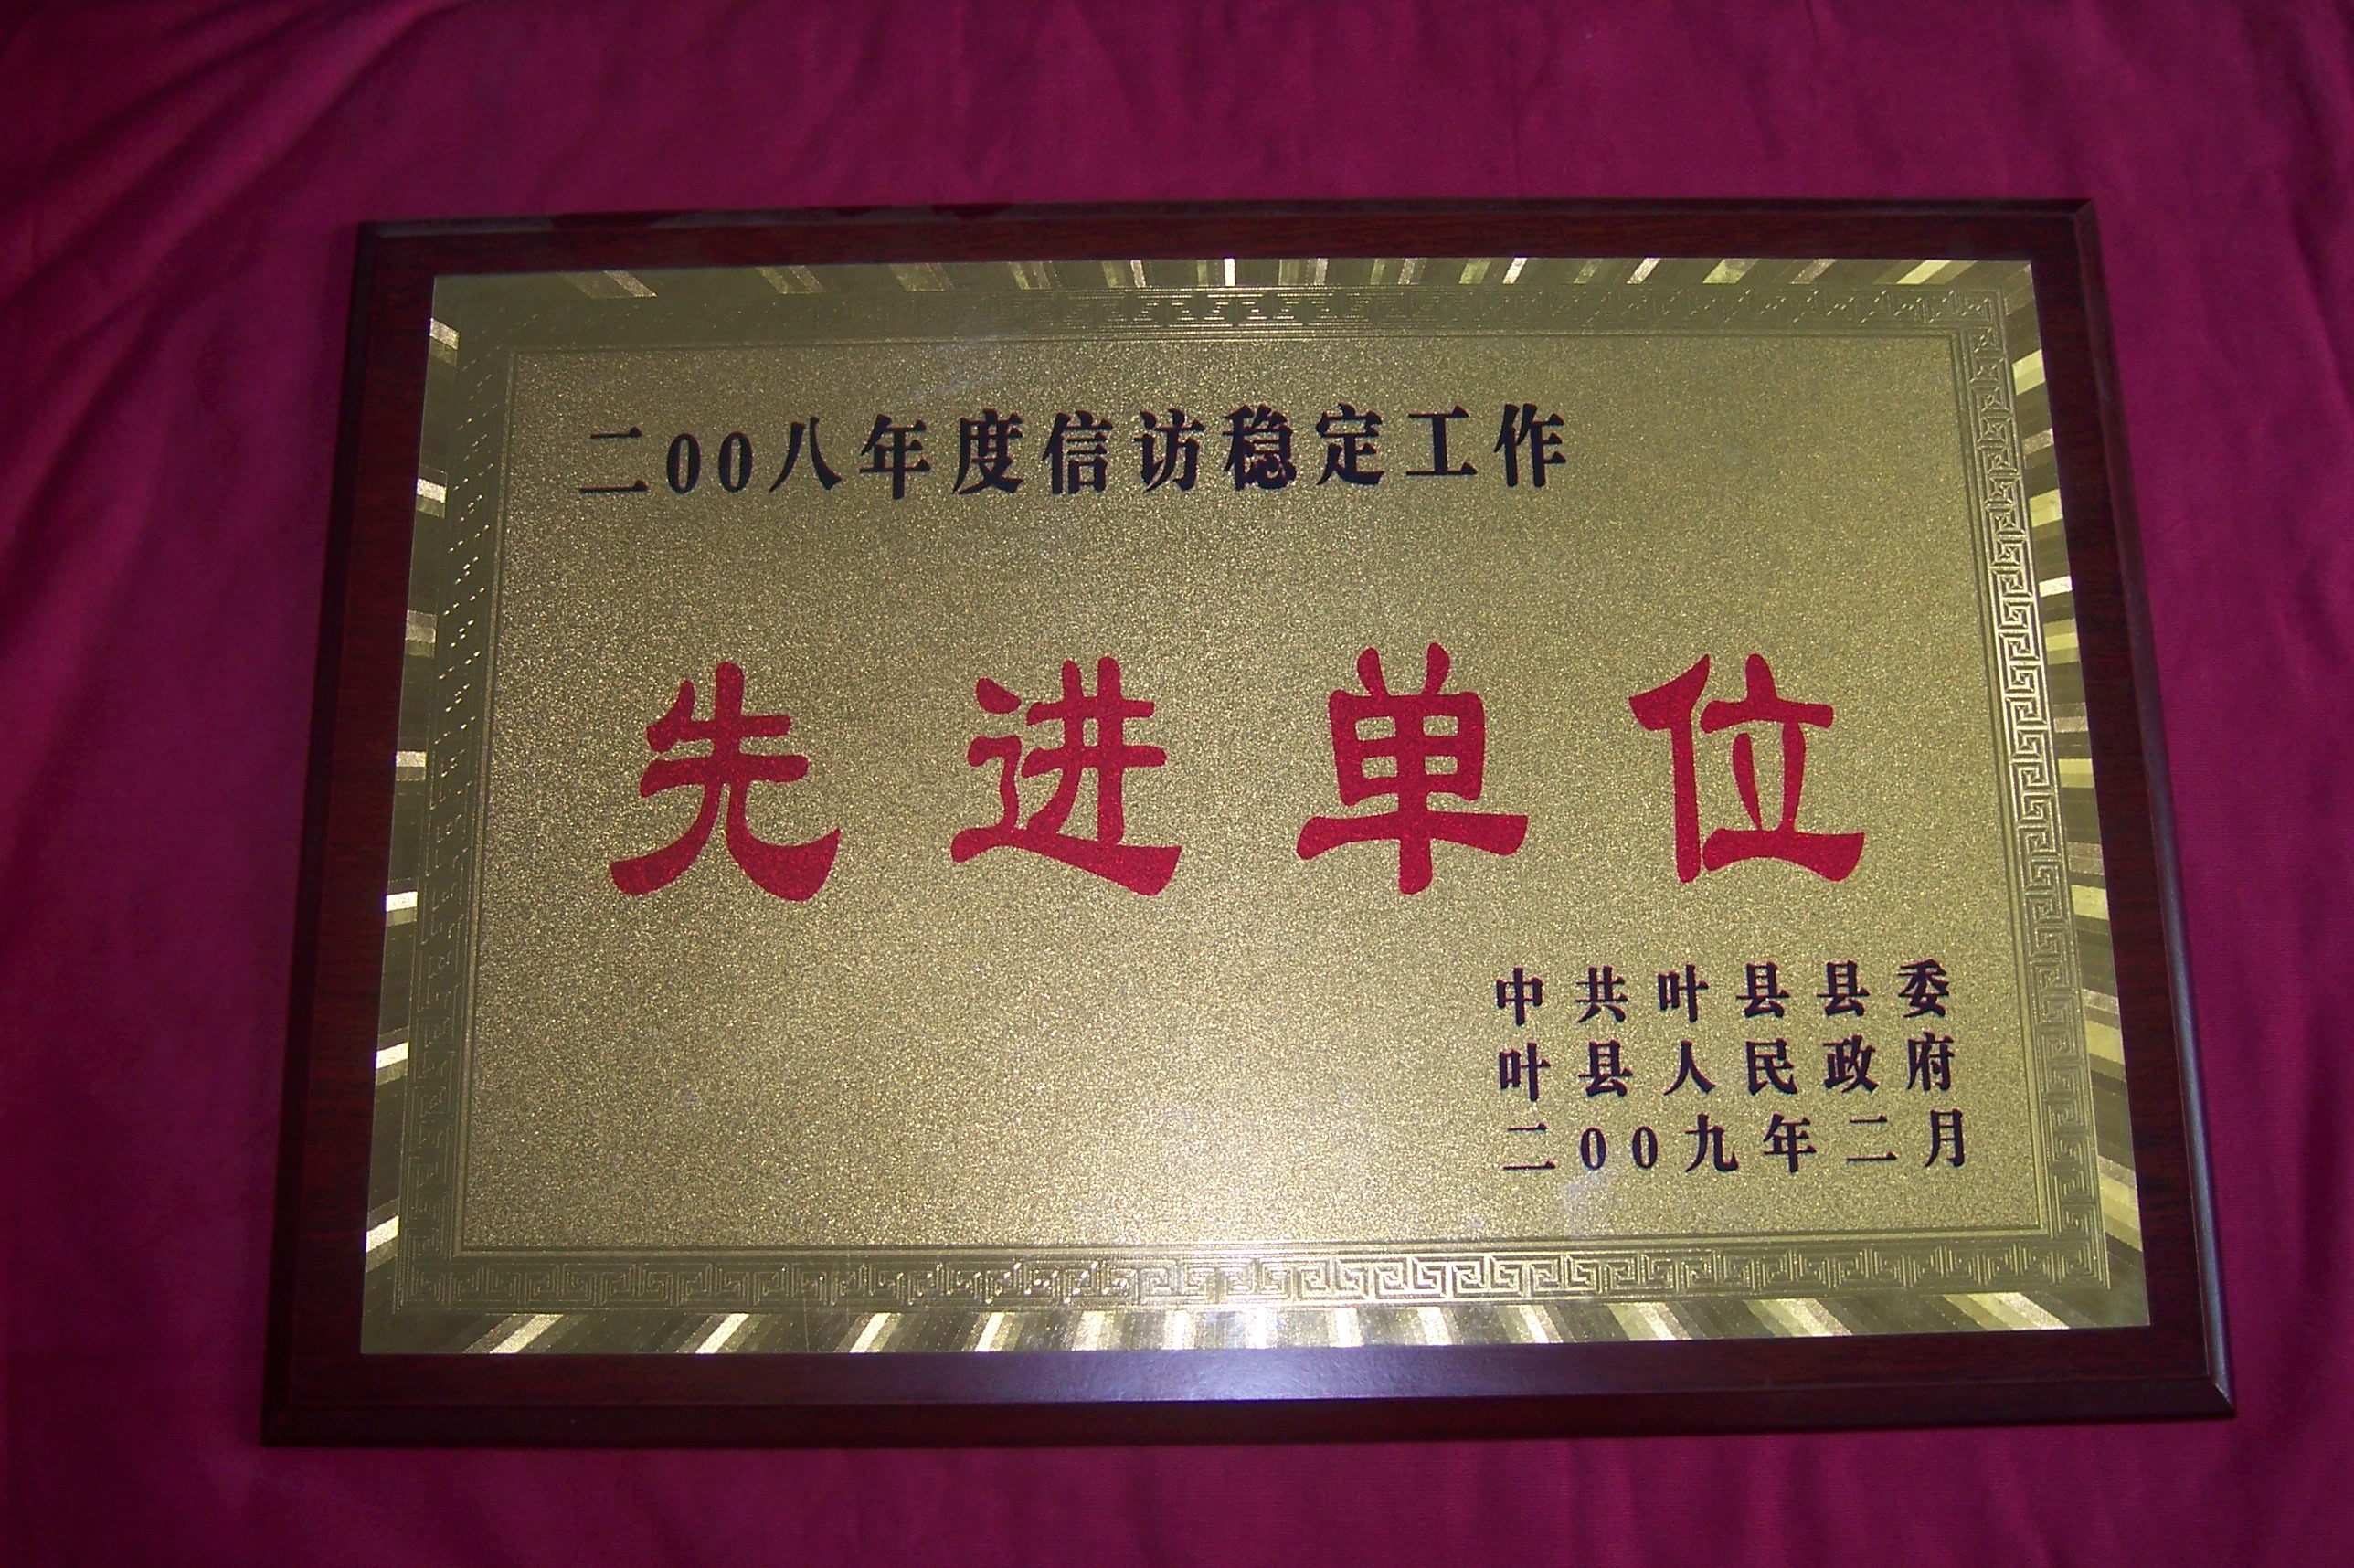 二00八年度信访稳定工作
先进单位
中共叶县县委
叶县人民政府
二00九年二月